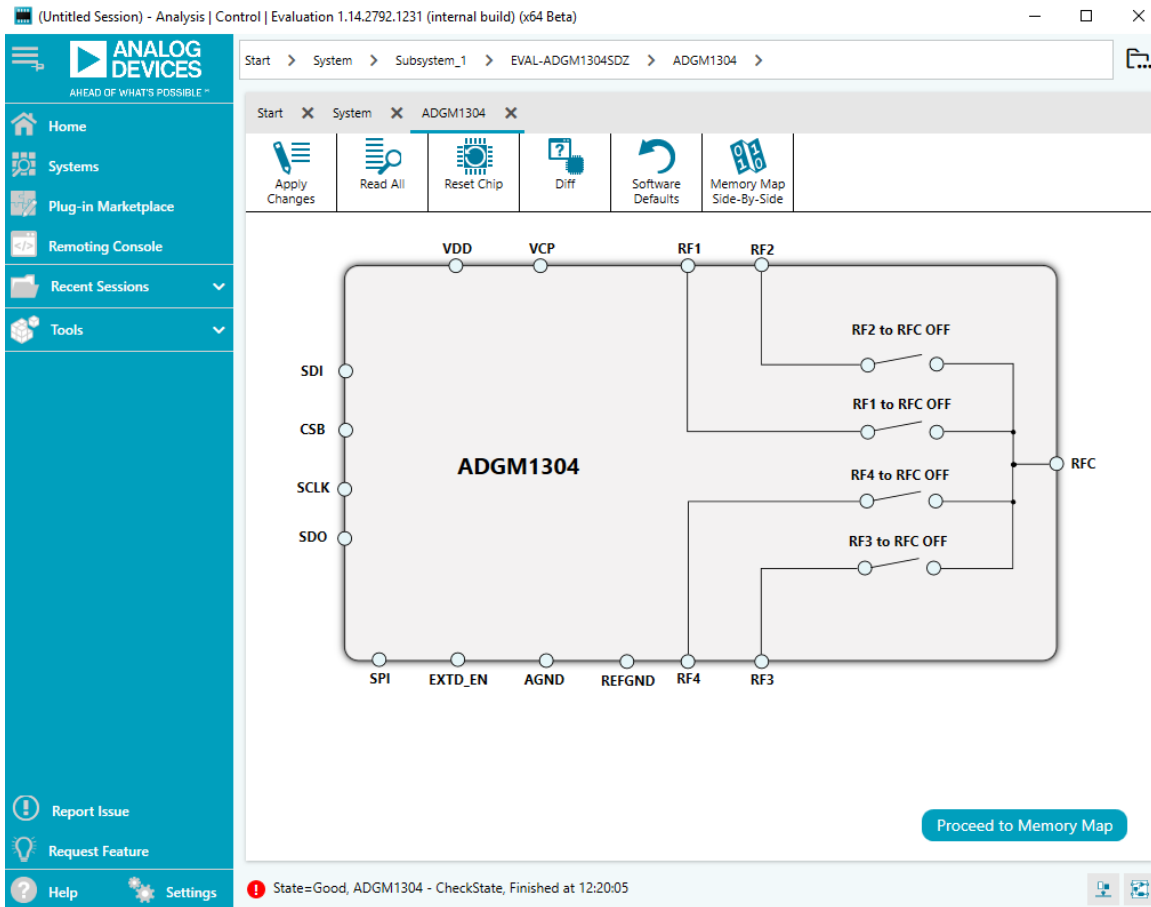 (Untitled Session) - Analysis | Control | Evaluation 1.14.2792.1231 (internal build) (x64 Beta)
ANALOG
DEVICES
AHEAD OF WHAT'S POSSIBLE ™
Home
Systems
Plug-in Marketplace
Remoting Console
Recent Sessions
Tools
Report Issue
Request Feature
Help
Settings
Start > System > Subsystem_1 > EVAL-ADGM1304SDZ > ADGM1304 >
Start System ADGM1304
Apply
Changes
Read All
Reset Chip
Diff
Software
Defaults
Memory Map
Side-By-Side
VDD VCP RF1 RF2
RF2 to RFC OFF
SDI
RF1 to RFC OFF
CSB
ADGM1304
RFC
RF4 to RFC OFF
SCLK
SDO
RF3 to RFC OFF
SPI EXTD_EN AGND REFGND RF4 RF3
Proceed to Memory Map
State=Good, ADGM1304 - CheckState, Finished at 12:20:05